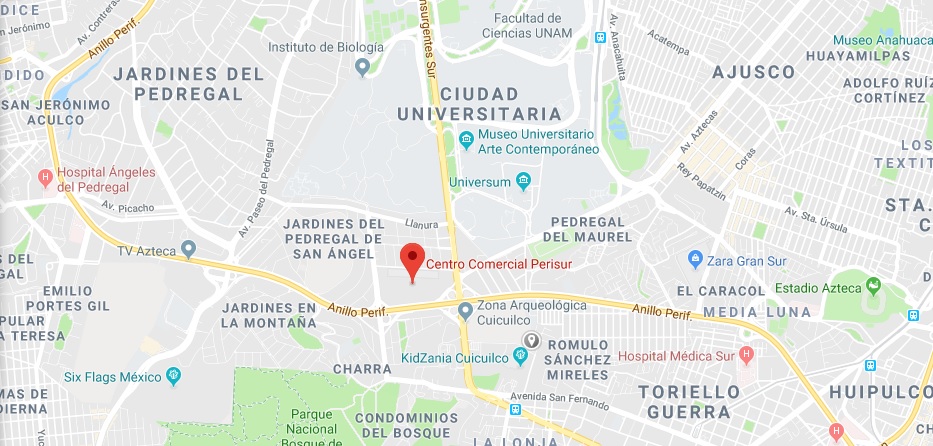 DICE
Jerónimo
Av. Contreras
Anillo Perif.
Instituto de Biología
Insurgentes Sur
Facultad de
Ciencias UNAM
Av. Anacahuita
Acatempa
Museo Anahuaca
HUAYAMILPAS
JARDINES DEL
PEDREGAL
AJUSCO
ADOLFO RUÍZ
CORTÍNEZ
DIDO
SAN JERÓNIMO
ACULCO
CIUDAD
UNIVERSITARIA
Museo Universitario
Arte Contemporáneo
Av. Aztecas
Coras
LOS
TEXTIT
Hospital Ángeles
del Pedregal
Av. Paseo del Pedregal
Universum
Rey Papatzin
Av. Picacho
Llanura
Av. Sta. Úrsula
STA.
JARDINES DEL
PEDREGAL DE
SAN ÁNGEL
PEDREGAL
DEL MAUREL
TV Azteca
Centro Comercial Perisur
Zara Gran Sur
S DEL
EMILIO
PORTES GIL
PULAR
A TERESA
EL CARACOL
Estadio Azteca
JARDINES EN
LA MONTAÑA
Anillo Perif.
Zona Arqueológica
Cuicuilco
Anillo Perif.
MEDIA LUNA
KidZania Cuicuilco
ROMULO
SÁNCHEZ
MIRELES
Hospital Médica Sur
CHARRA
Six Flags México
TORIELLO
GUERRA
HUIPULCO
MAS DE
DIERNA
Avenida San Fernando
Parque
Nacional
Bosque de
CONDOMINIOS
DEL BOSQUE
LA LONJA